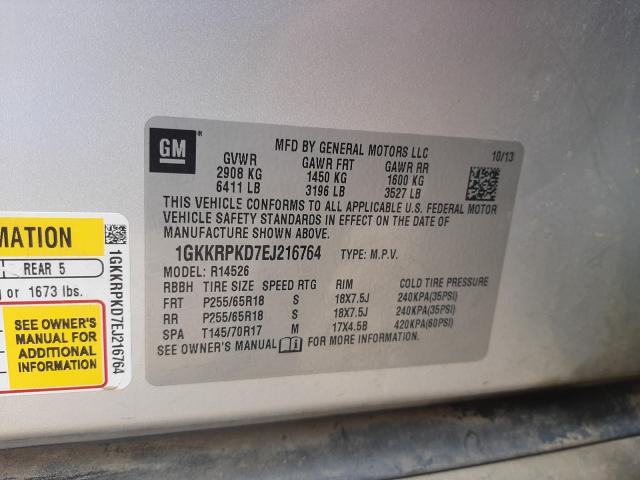 GM
MFD BY GENERAL MOTORS LLC
10/13
GVWR GAWR FRT GAWR RR
2908 KG 1450 KG 1600 KG
6411 LB 3196 LB 3527 LB
THIS VEHICLE CONFORMS TO ALL APPLICABLE U.S. FEDERAL MOTOR
VEHICLE SAFETY STANDARDS IN EFFECT ON THE DATE OF
MANUFACTURE SHOWN ABOVE.
1GKKRPKD7EJ216764 TYPE: M.P.V.
MODEL: R14526
RBBH TIRE SIZE SPEED RTG RIM COLD TIRE PRESSURE
FRT P255/65R18 S 18X7.5J 240KPA(35PSI)
RR P255/65R18 S 18X7.5J 240KPA(35PSI)
SPA T145/70R17 M 17X4.5B 420KPA(60PSI)
SEE OWNER'S MANUAL FOR MORE INFORMATION.
MATION
REAR 5
or 1673 lbs.
SEE OWNER'S
MANUAL FOR
ADDITIONAL
INFORMATION
1GKKRPKD7EJ216764